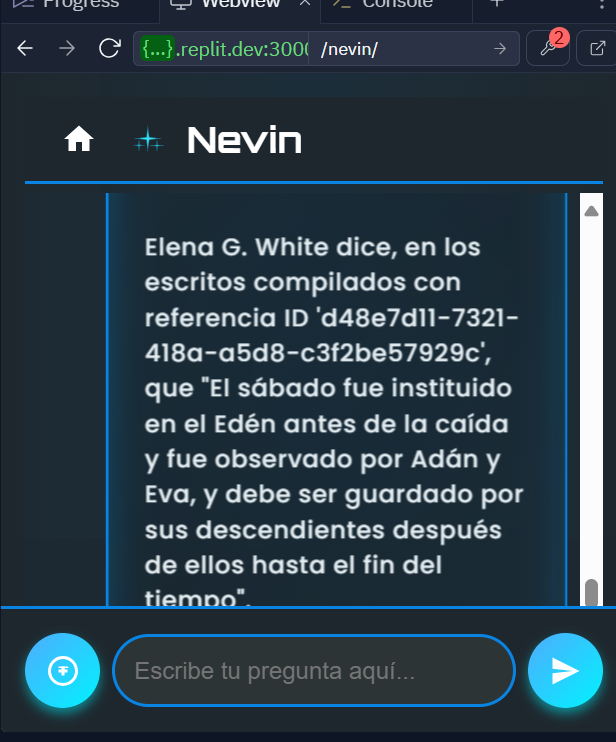 Progress
Webview
Console
{...}.replit.dev:300
/nevin/
2
Nevin
Elena G. White dice, en los
escritos compilados con
referencia ID 'd48e7d11-7321-
418a-a5d8-c3f2be57929c',
que "El sábado fue instituido
en el Edén antes de la caída
y fue observado por Adán y
Eva, y debe ser guardado por
sus descendientes después
de ellos hasta el fin del
tiempo".
Escribe tu pregunta aquí...